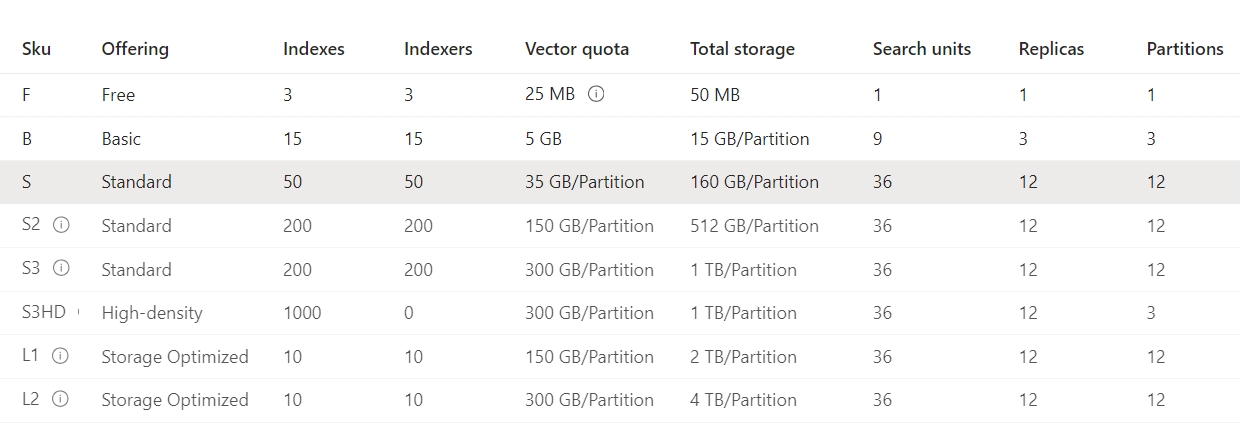 Sku Offering Indexes Indexers Vector quota Total storage Search units Replicas Partitions
F Free 3 3 25 MB 50 MB 1 1 1
B Basic 15 15 5 GB 15 GB/Partition 9 3 3
S Standard 50 50 35 GB/Partition 160 GB/Partition 36 12 12
S2 Standard 200 200 150 GB/Partition 512 GB/Partition 36 12 12
S3 Standard 200 200 300 GB/Partition 1 TB/Partition 36 12 12
S3HD High-density 1000 0 300 GB/Partition 1 TB/Partition 36 12 3
L1 Storage Optimized 10 10 150 GB/Partition 2 TB/Partition 36 12 12
L2 Storage Optimized 10 10 300 GB/Partition 4 TB/Partition 36 12 12